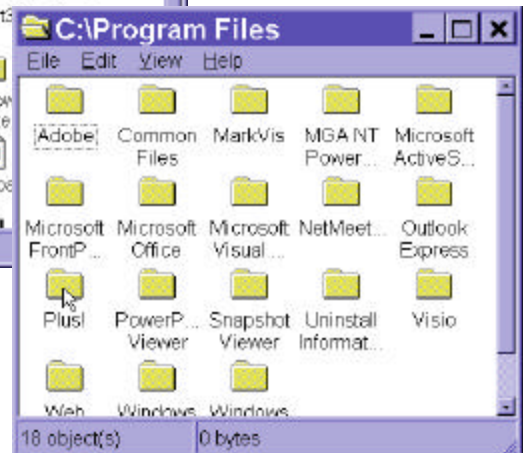 C:\Program Files
File Edit View Help
Adobe Common Files MarkVis MGA NT Power... Microsoft ActiveS...
Microsoft FrontP... Microsoft Office Microsoft Visual ... NetMeet... Outlook Express
Plus! PowerP... Viewer Snapshot Viewer Uninstall Informat... Visio
Web Windows Windows
18 object(s) 0 bytes